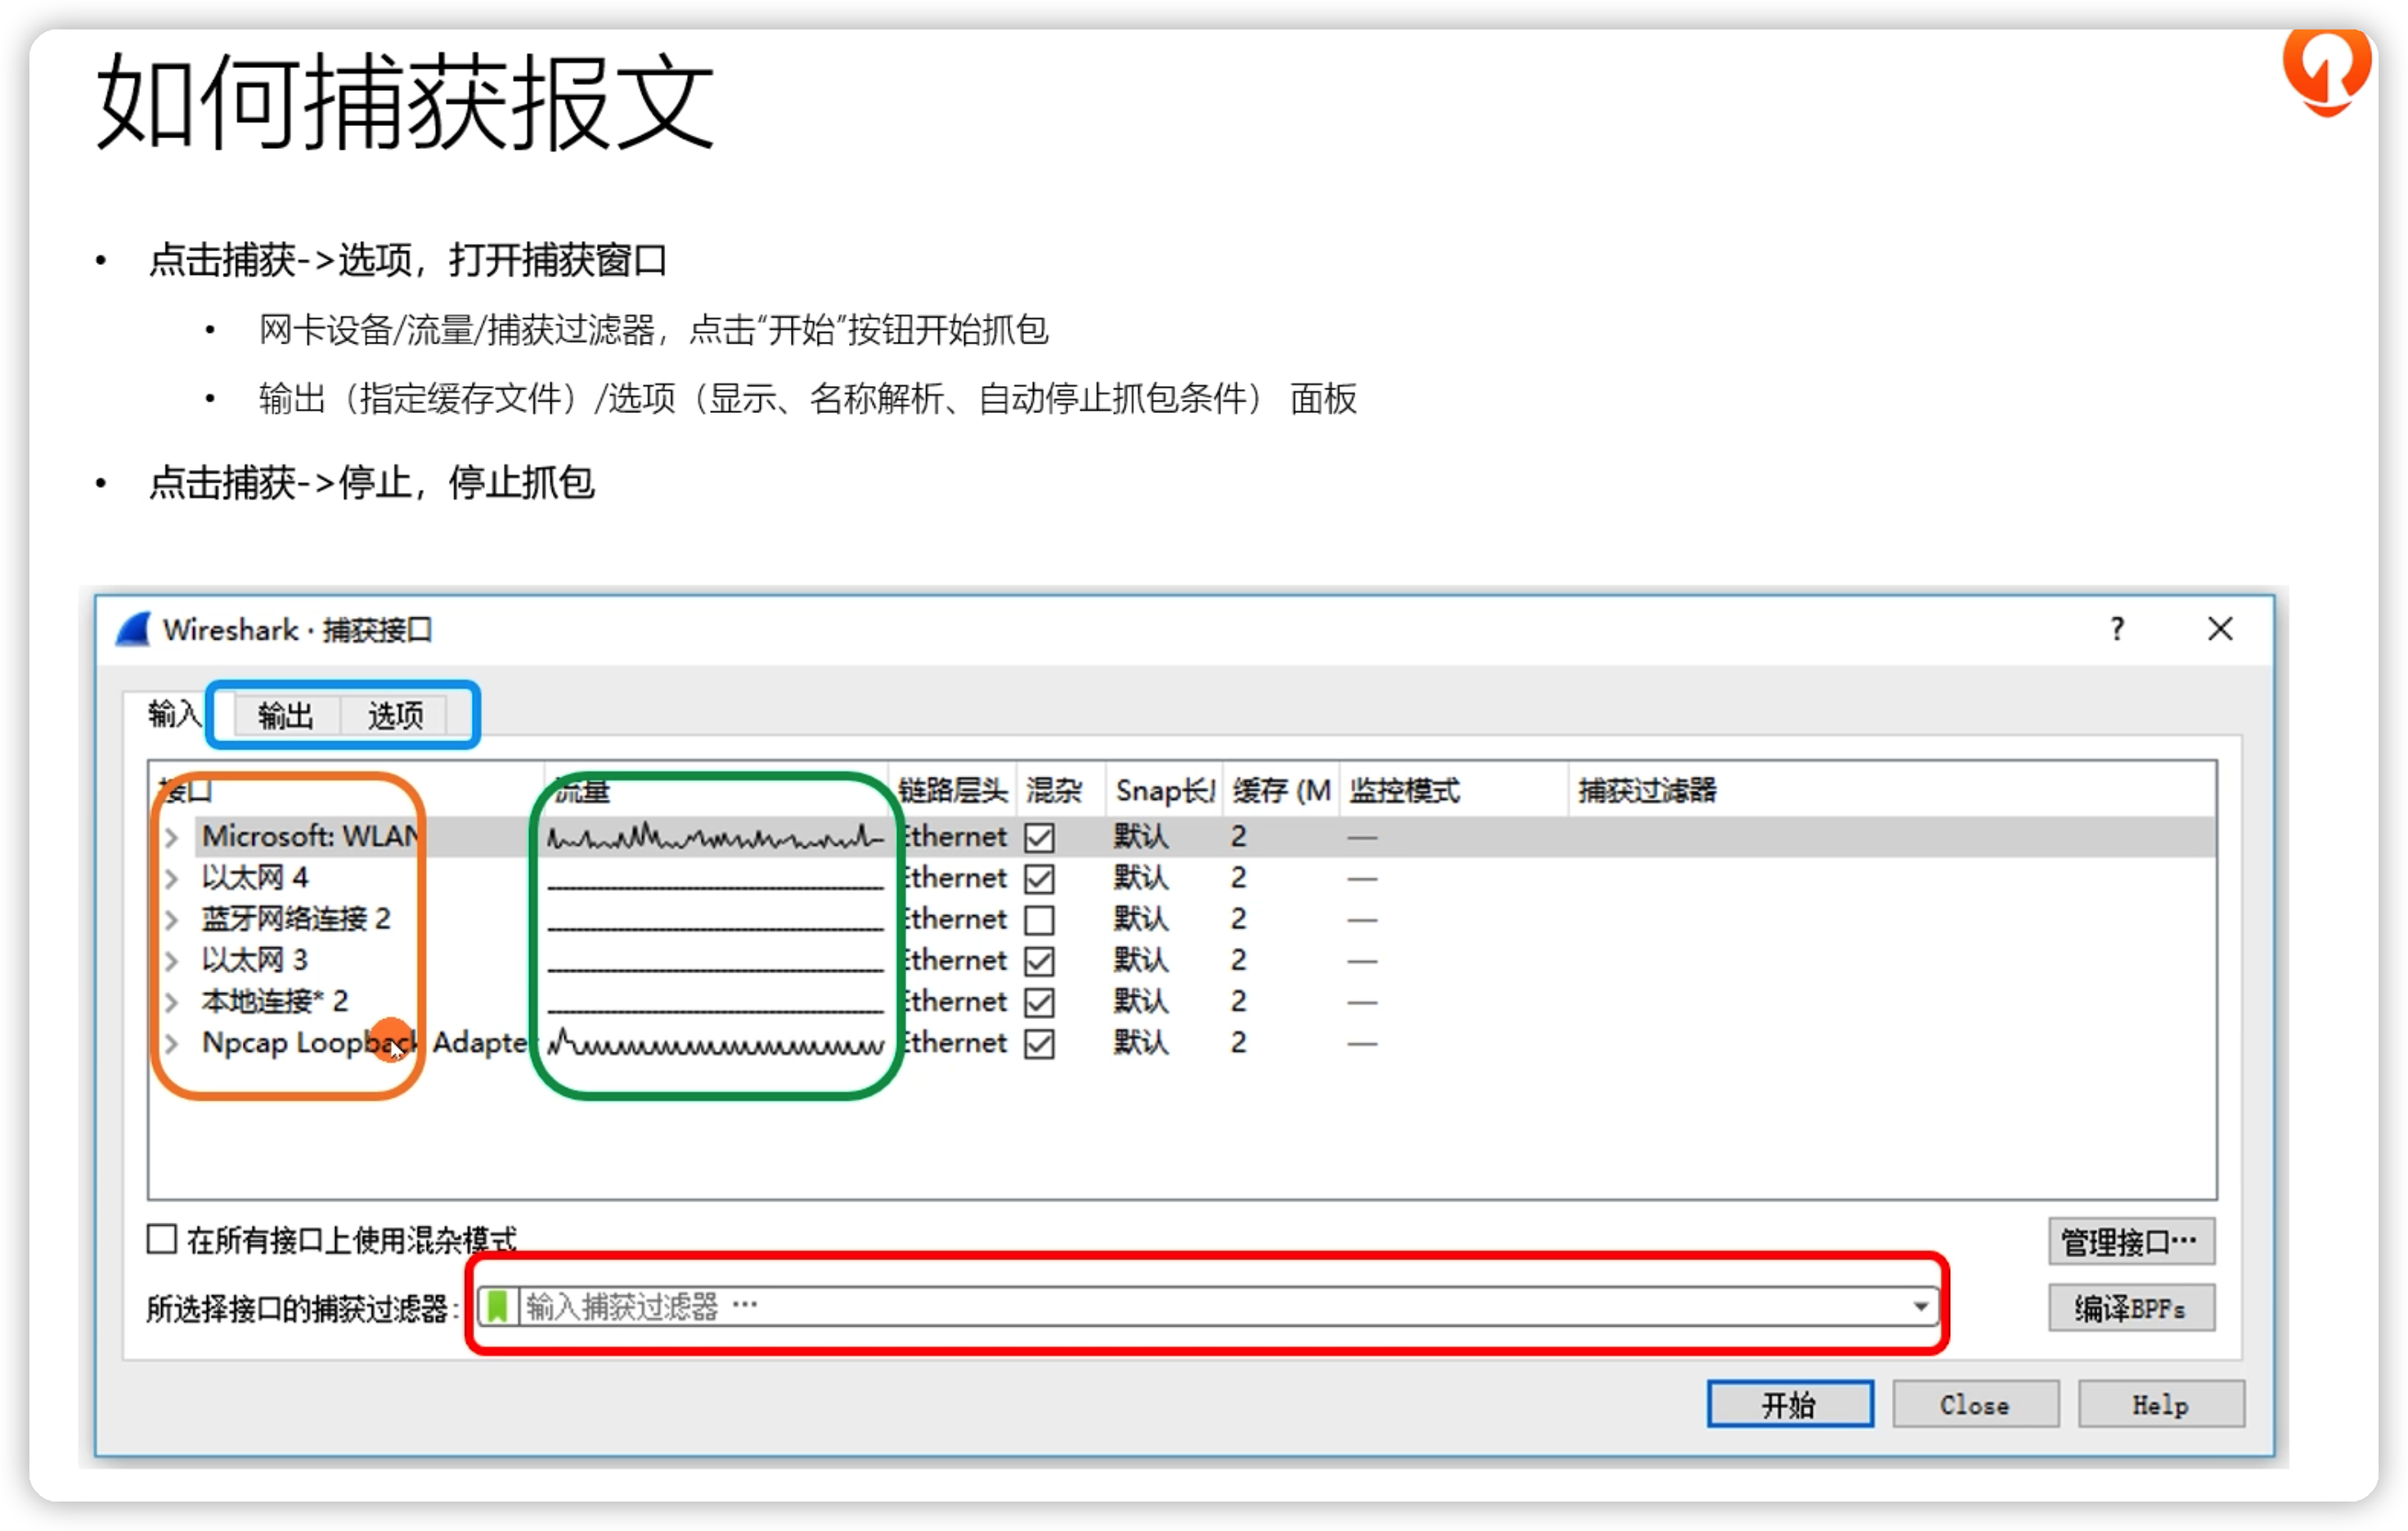 如何捕获报文
• 点击捕获->选项，打开捕获窗口
• 网卡设备/流量/捕获过滤器，点击“开始”按钮开始抓包
• 输出（指定缓存文件）/选项（显示、名称解析、自动停止抓包条件） 面板
• 点击捕获->停止，停止抓包
Wireshark · 捕获接口
输入 输出 选项
接口 流量 链路层头 混杂 Snap长 缓存 (M 监控模式 捕获过滤器
Microsoft: WLAN Ethernet 默认 2 —
以太网 4 Ethernet 默认 2 —
蓝牙网络连接 2 Ethernet 默认 2 —
以太网 3 Ethernet 默认 2 —
本地连接* 2 Ethernet 默认 2 —
Npcap Loopback Adapte Ethernet 默认 2 —
在所有接口上使用混杂模式 管理接口…
所选择接口的捕获过滤器: 输入捕获过滤器 … 编译BPFs
开始 Close Help